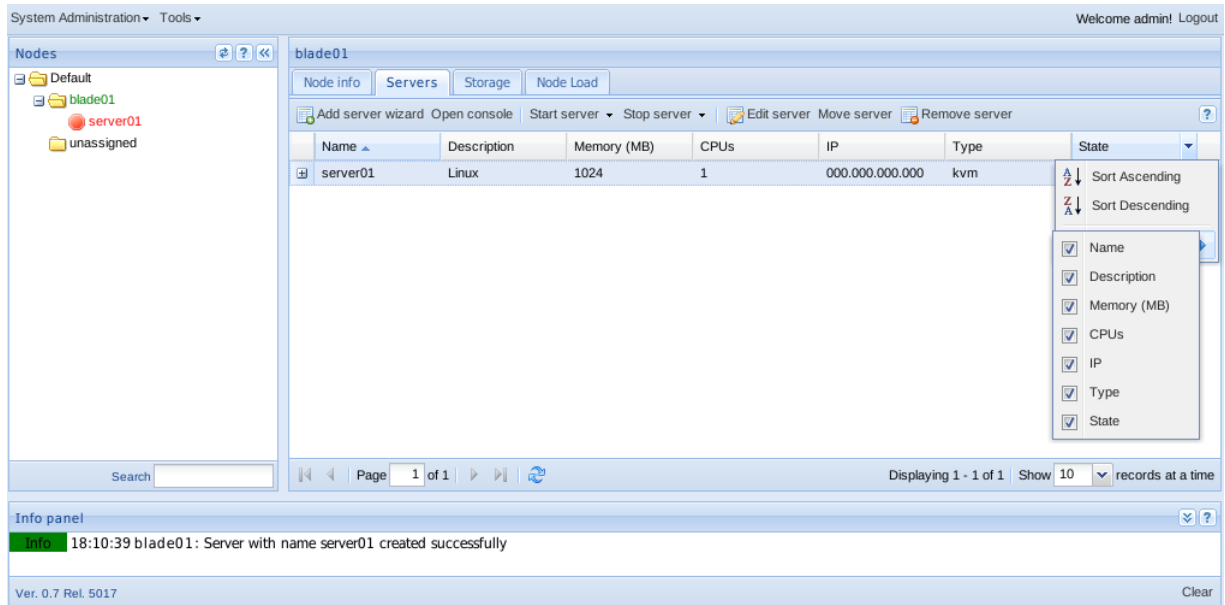 System Administration Tools Welcome admin! Logout
Nodes
Default
blade01
server01
unassigned
Search
blade01
Node info Servers Storage Node Load
Add server wizard Open console Start server Stop server Edit server Move server Remove server
Name Description Memory (MB) CPUs IP Type State
server01 Linux 1024 1 000.000.000.000 kvm
Sort Ascending
Sort Descending
Name
Description
Memory (MB)
CPUs
IP
Type
State
Page 1 of 1 Displaying 1 - 1 of 1 Show 10 records at a time
Info panel
Info 18:10:39 blade01: Server with name server01 created successfully
Ver. 0.7 Rel. 5017 Clear